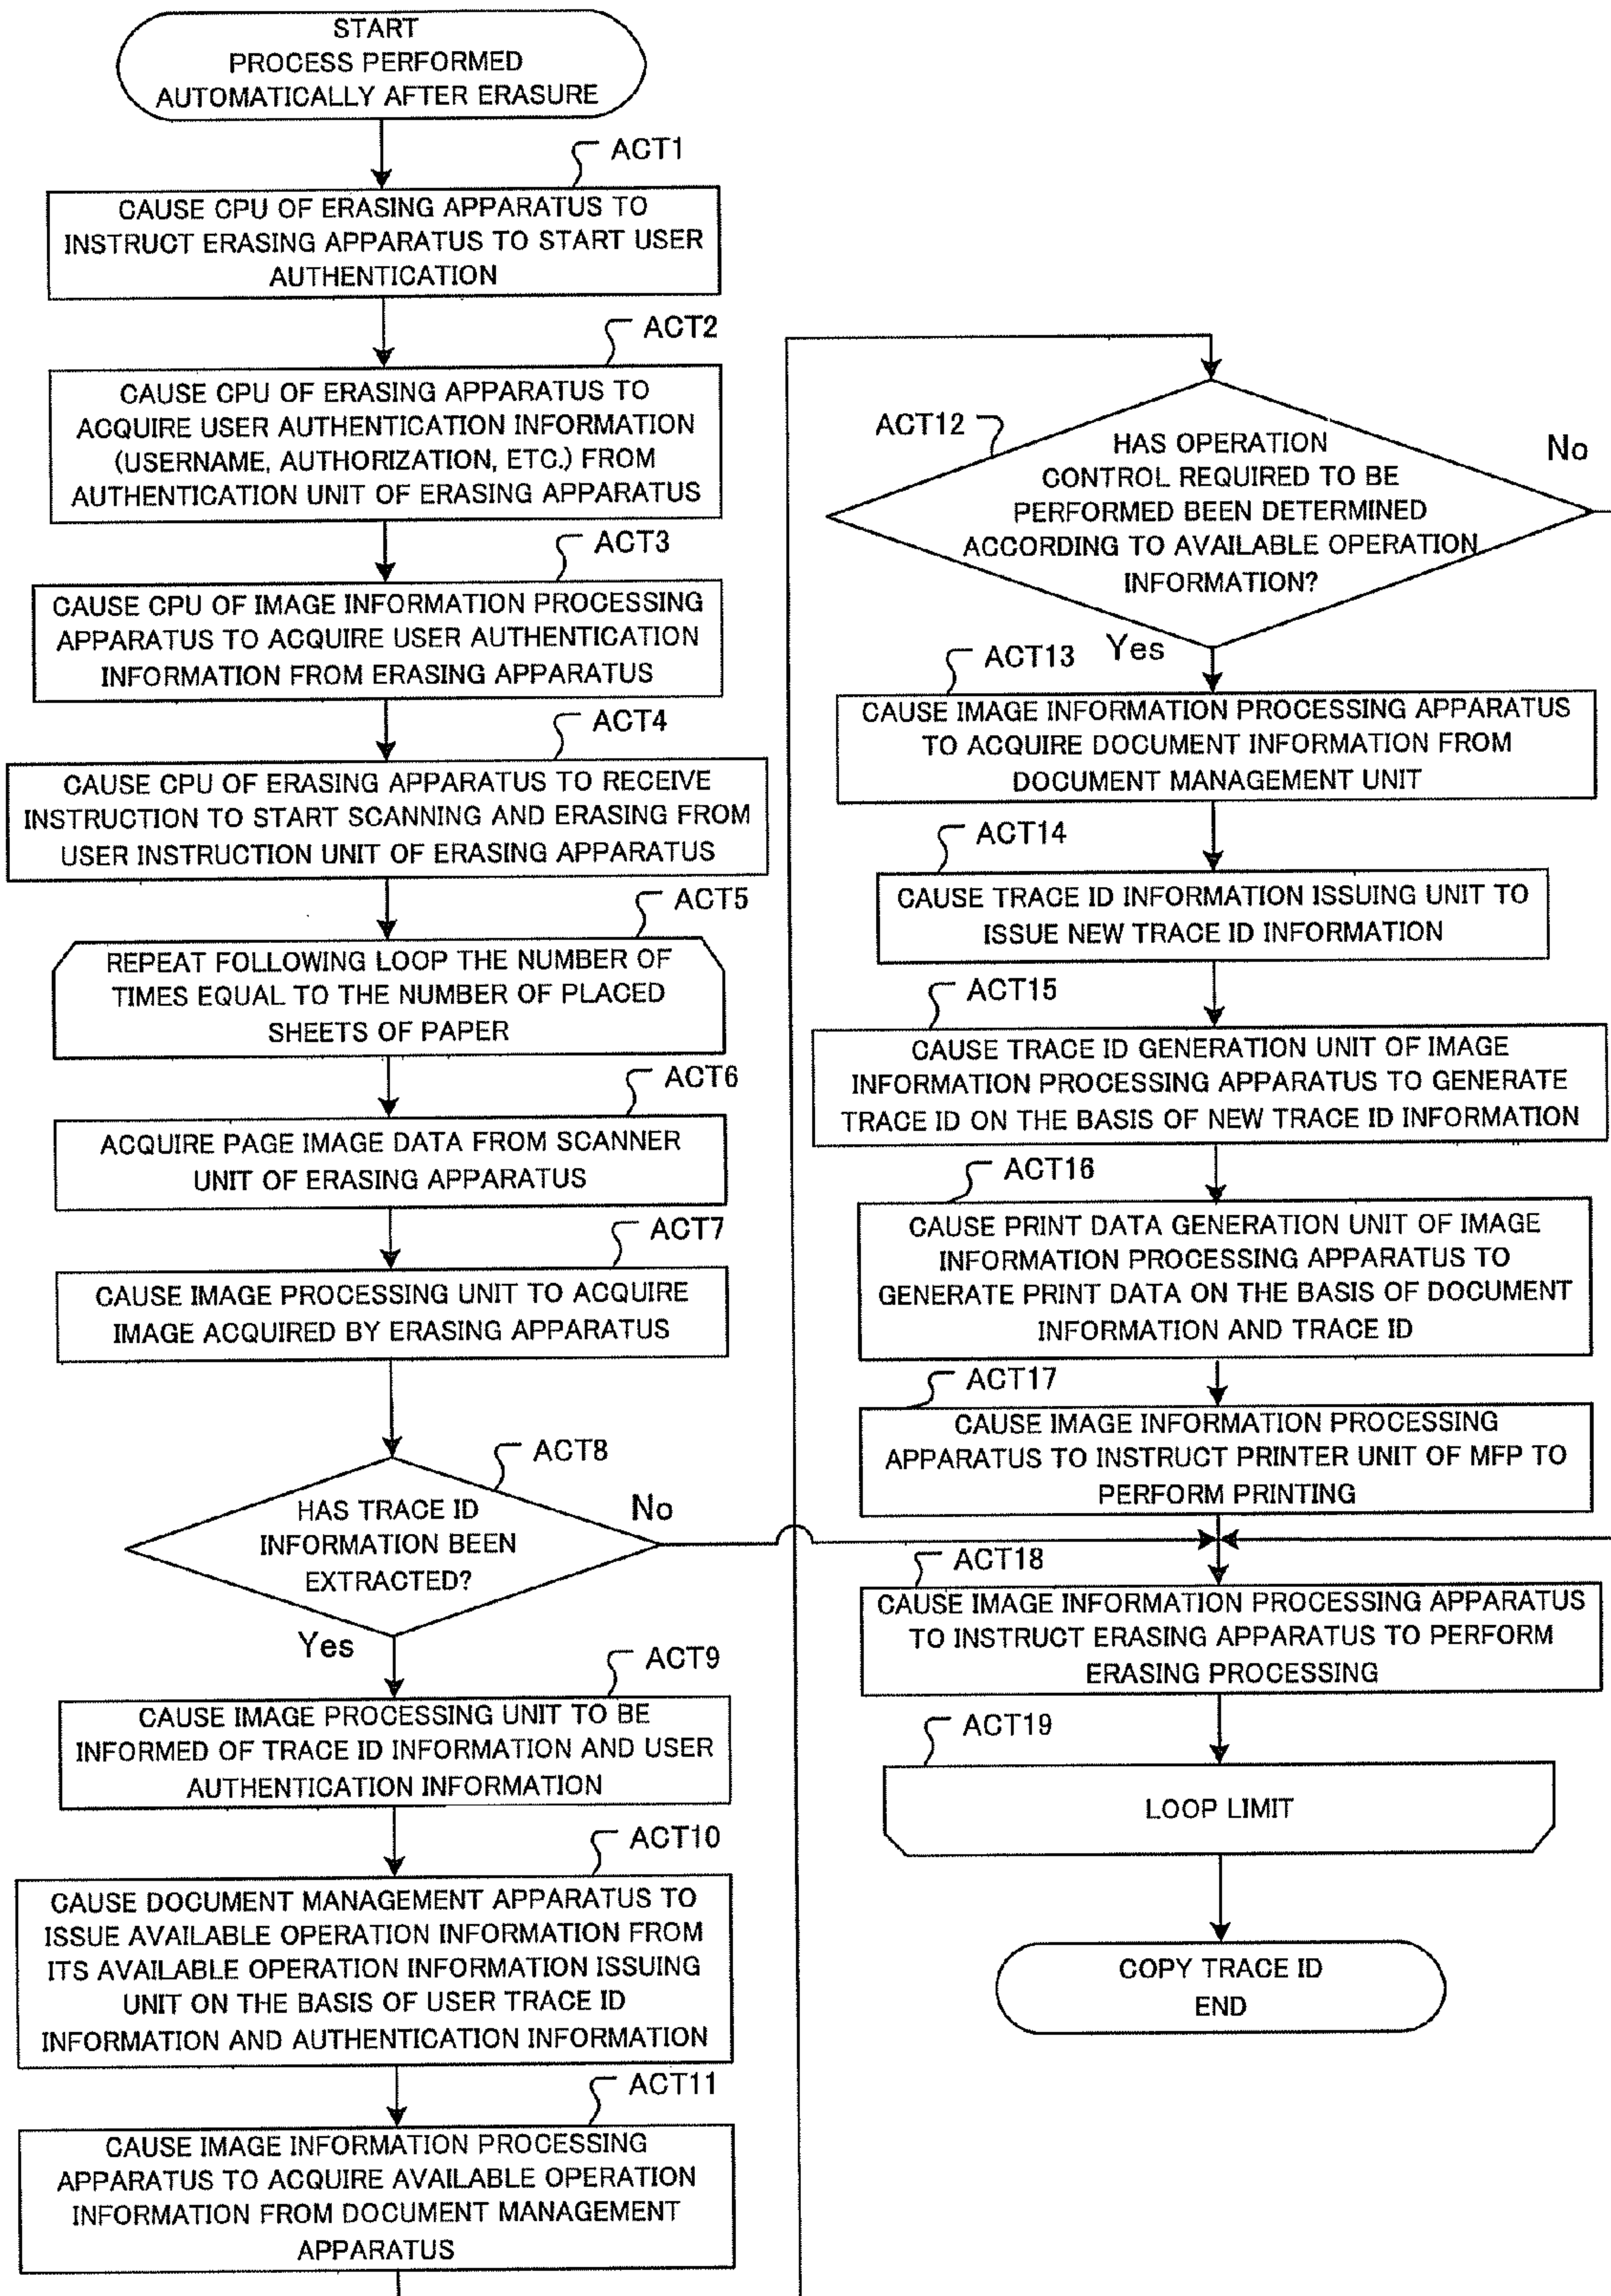 START
PROCESS PERFORMED
AUTOMATICALLY AFTER ERASURE
ACT1
CAUSE CPU OF ERASING APPARATUS TO
INSTRUCT ERASING APPARATUS TO START USER
AUTHENTICATION
ACT2
CAUSE CPU OF ERASING APPARATUS TO
ACQUIRE USER AUTHENTICATION INFORMATION
(USERNAME, AUTHORIZATION, ETC.) FROM
AUTHENTICATION UNIT OF ERASING APPARATUS
ACT3
CAUSE CPU OF IMAGE INFORMATION PROCESSING
APPARATUS TO ACQUIRE USER AUTHENTICATION
INFORMATION FROM ERASING APPARATUS
ACT4
CAUSE CPU OF ERASING APPARATUS TO RECEIVE
INSTRUCTION TO START SCANNING AND ERASING FROM
USER INSTRUCTION UNIT OF ERASING APPARATUS
ACT5
REPEAT FOLLOWING LOOP THE NUMBER OF
TIMES EQUAL TO THE NUMBER OF PLACED
SHEETS OF PAPER
ACT6
ACQUIRE PAGE IMAGE DATA FROM SCANNER
UNIT OF ERASING APPARATUS
ACT7
CAUSE IMAGE PROCESSING UNIT TO ACQUIRE
IMAGE ACQUIRED BY ERASING APPARATUS
ACT8
HAS TRACE ID
INFORMATION BEEN
EXTRACTED?
No
Yes
ACT9
CAUSE IMAGE PROCESSING UNIT TO BE
INFORMED OF TRACE ID INFORMATION AND USER
AUTHENTICATION INFORMATION
ACT10
CAUSE DOCUMENT MANAGEMENT APPARATUS TO
ISSUE AVAILABLE OPERATION INFORMATION FROM
ITS AVAILABLE OPERATION INFORMATION ISSUING
UNIT ON THE BASIS OF USER TRACE ID
INFORMATION AND AUTHENTICATION INFORMATION
ACT11
CAUSE IMAGE INFORMATION PROCESSING
APPARATUS TO ACQUIRE AVAILABLE OPERATION
INFORMATION FROM DOCUMENT MANAGEMENT
APPARATUS
ACT12
HAS OPERATION
CONTROL REQUIRED TO BE
PERFORMED BEEN DETERMINED
ACCORDING TO AVAILABLE OPERATION
INFORMATION?
No
Yes
ACT13
CAUSE IMAGE INFORMATION PROCESSING APPARATUS
TO ACQUIRE DOCUMENT INFORMATION FROM
DOCUMENT MANAGEMENT UNIT
ACT14
CAUSE TRACE ID INFORMATION ISSUING UNIT TO
ISSUE NEW TRACE ID INFORMATION
ACT15
CAUSE TRACE ID GENERATION UNIT OF IMAGE
INFORMATION PROCESSING APPARATUS TO GENERATE
TRACE ID ON THE BASIS OF NEW TRACE ID INFORMATION
ACT16
CAUSE PRINT DATA GENERATION UNIT OF IMAGE
INFORMATION PROCESSING APPARATUS TO
GENERATE PRINT DATA ON THE BASIS OF DOCUMENT
INFORMATION AND TRACE ID
ACT17
CAUSE IMAGE INFORMATION PROCESSING
APPARATUS TO INSTRUCT PRINTER UNIT OF MFP TO
PERFORM PRINTING
ACT18
CAUSE IMAGE INFORMATION PROCESSING APPARATUS
TO INSTRUCT ERASING APPARATUS TO PERFORM
ERASING PROCESSING
ACT19
LOOP LIMIT
COPY TRACE ID
END